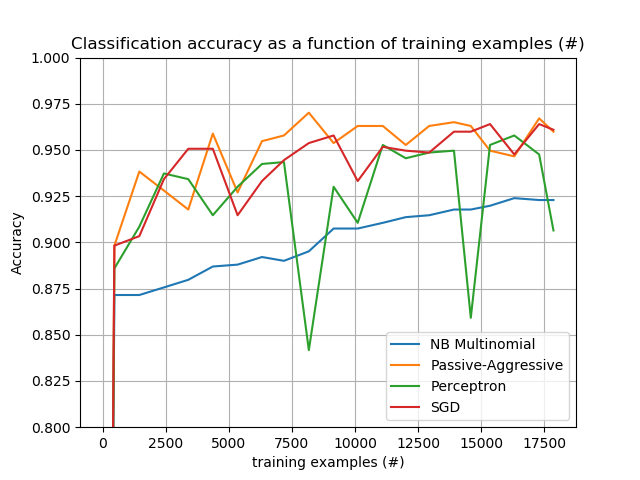 Classification accuracy as a function of training examples (#)
1.000
0.975
0.950
0.925
0.900
0.875
0.850
0.825
0.800
Accuracy
NB Multinomial
Passive-Aggressive
Perceptron
SGD
0 2500 5000 7500 10000 12500 15000 17500
training examples (#)